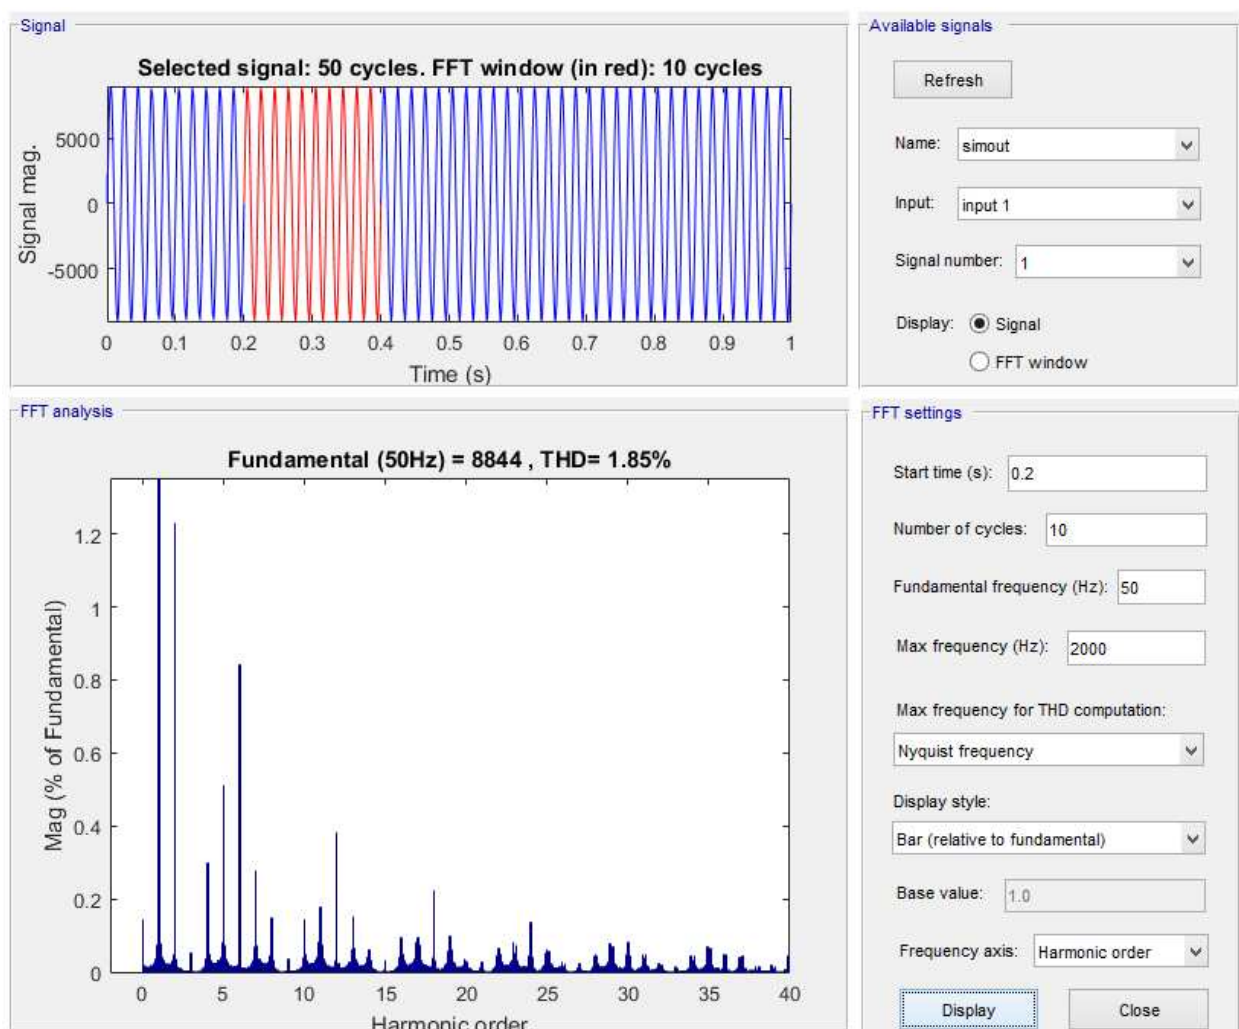 Signal
Selected signal: 50 cycles. FFT window (in red): 10 cycles
5000
0
-5000
Signal mag.
0 0.1 0.2 0.3 0.4 0.5 0.6 0.7 0.8 0.9 1
Time (s)
Available signals
Refresh
Name: simout
Input: input 1
Signal number: 1
Display: Signal
FFT window
FFT analysis
Fundamental (50Hz) = 8844 , THD= 1.85%
1.2
1
0.8
0.6
0.4
0.2
0
Mag (% of Fundamental)
0 5 10 15 20 25 30 35 40
Harmonic order
FFT settings
Start time (s): 0.2
Number of cycles: 10
Fundamental frequency (Hz): 50
Max frequency (Hz): 2000
Max frequency for THD computation:
Nyquist frequency
Display style:
Bar (relative to fundamental)
Base value: 1.0
Frequency axis: Harmonic order
Display Close